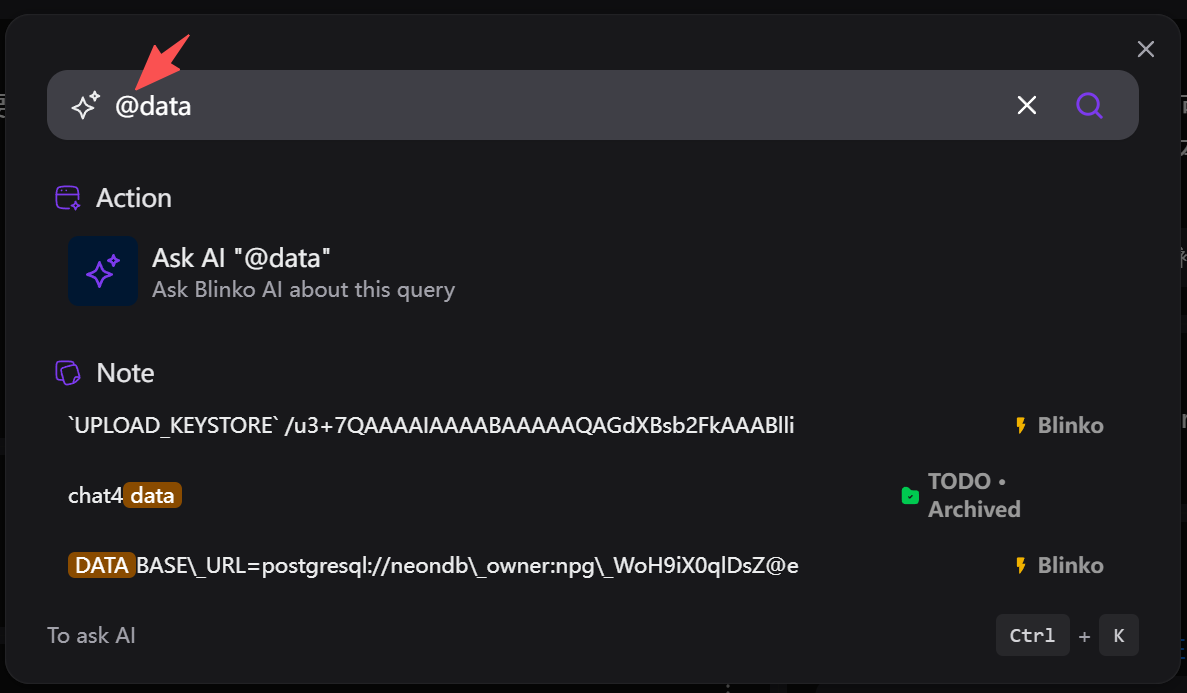 @data
Action
Ask AI "@data"
Ask Blinko AI about this query
Note
`UPLOAD_KEYSTORE` /u3+7QAAAAIAAAABAAAAAQAGdXBsb2FkAAABlli
Blinko
chat4data
TODO •
Archived
DATABASE\_URL=postgresql://neondb\_owner:npg\_WoH9iX0qlDsZ@e
Blinko
To ask AI
Ctrl + K